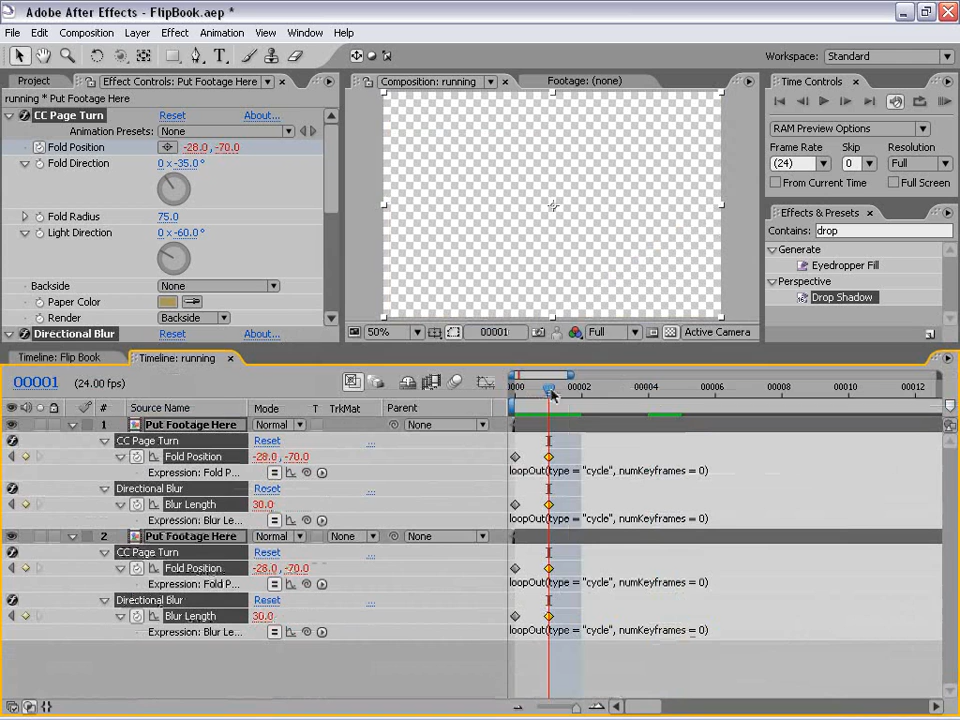 Adobe After Effects - FlipBook.aep *
File Edit Composition Layer Effect Animation View Window Help
Workspace: Standard
Project Effect Controls: Put Footage Here
Composition: running Footage: (none)
Time Controls
running * Put Footage Here
CC Page Turn Reset About...
Animation Presets: None
Fold Position -28.0, -70.0
Fold Direction
0 x -35.0°
Fold Radius 75.0
Light Direction 0 x -60.0°
Backside None
Paper Color
Render Backside
Directional Blur Reset About...
50% 00001 Full Active Camera
RAM Preview Options
Frame Rate Skip Resolution
(24) 0 Full
From Current Time Full Screen
Effects & Presets
Contains: drop
Generate
Eyedropper Fill
Perspective
Drop Shadow
Timeline: Flip Book Timeline: running
00001 (24.00 fps)
0000 00002 00004 00006 00008 00010 00012
# Source Name Mode T TrkMat Parent
1 Put Footage Here Normal None
CC Page Turn Reset ...
Fold Position -28.0, -70.0
Expression: Fold P... loopOut(type = "cycle", numKeyframes = 0)
Directional Blur Reset ...
Blur Length 30.0
Expression: Blur Le... loopOut(type = "cycle", numKeyframes = 0)
2 Put Footage Here Normal None None
CC Page Turn Reset ...
Fold Position -28.0, -70.0
Expression: Fold P... loopOut(type = "cycle", numKeyframes = 0)
Directional Blur Reset ...
Blur Length 30.0
Expression: Blur Le... loopOut(type = "cycle", numKeyframes = 0)